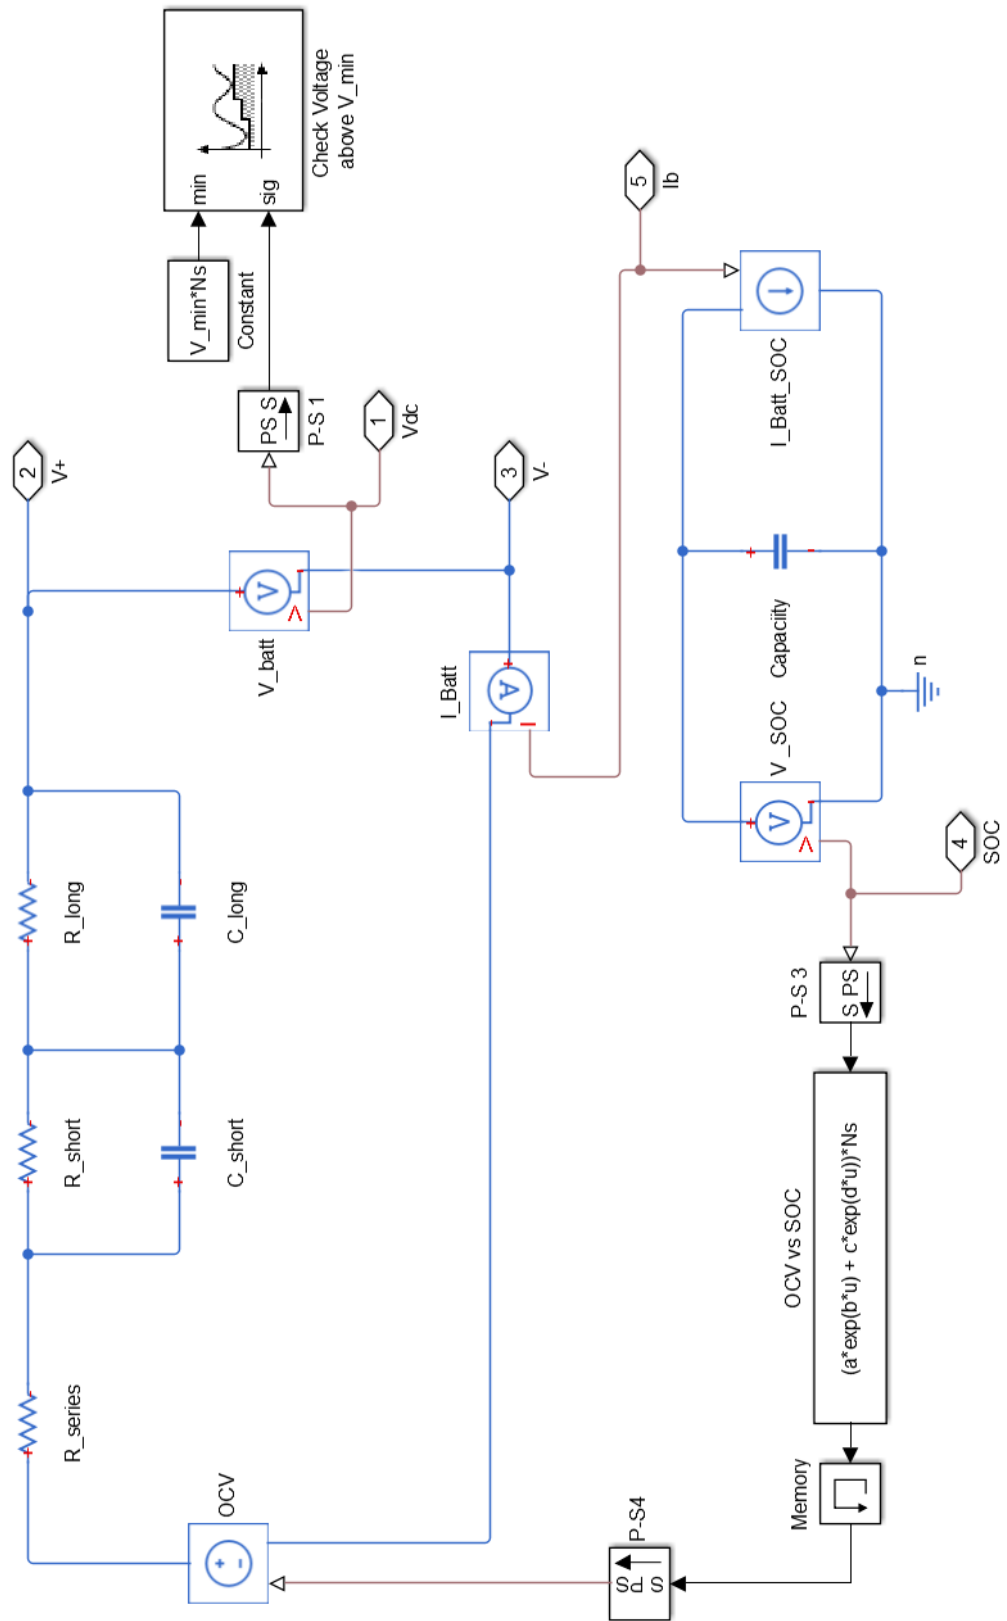 min
sig
Check Voltage
above V_min
V_min*Ns
Constant
PS S
P-S 1
1
Vdc
2
V+
3
V-
V
V_batt
A
I
I_Batt
5
Ib
I_Batt_SOC
Capacity
n
V
V_SOC
4
SOC
R_long
C_long
R_short
C_short
R_series
OCV
P-S 3
S PS
OCV vs SOC
(a*exp(b*u) + c*exp(d*u))*Ns
Memory
P-S4
S PS